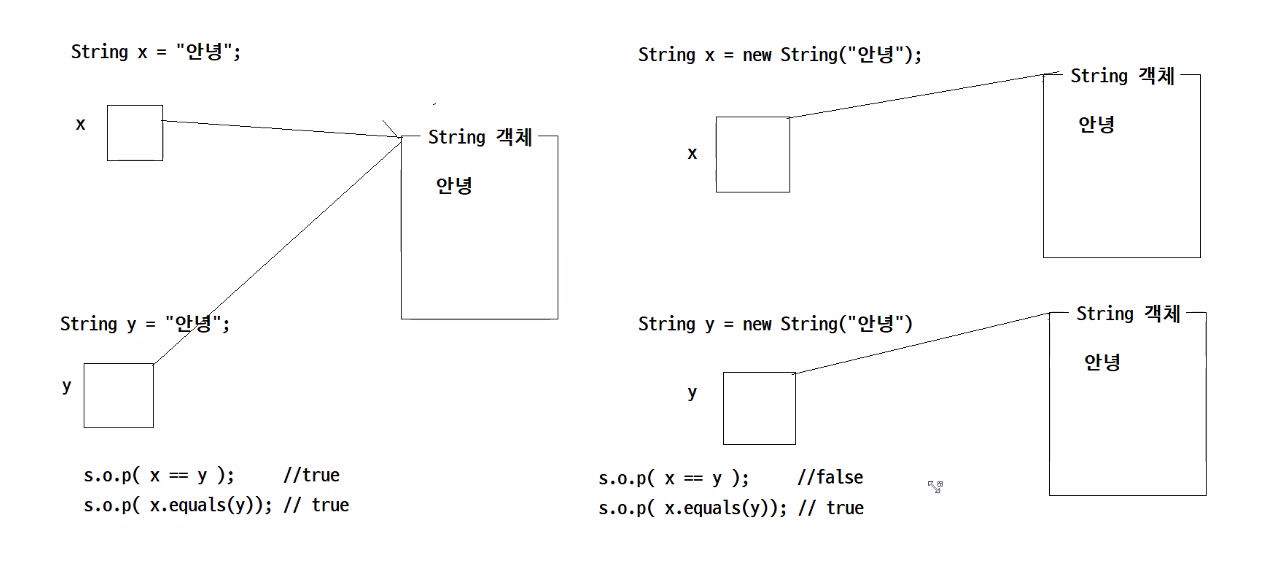 String x = "안녕";
x
String 객체
안녕
String y = "안녕";
y
s.o.p( x == y );     //true
s.o.p( x.equals(y)); // true
String x = new String("안녕");
x
String 객체
안녕
String y = new String("안녕")
y
String 객체
안녕
s.o.p( x == y );     //false
s.o.p( x.equals(y)); // true